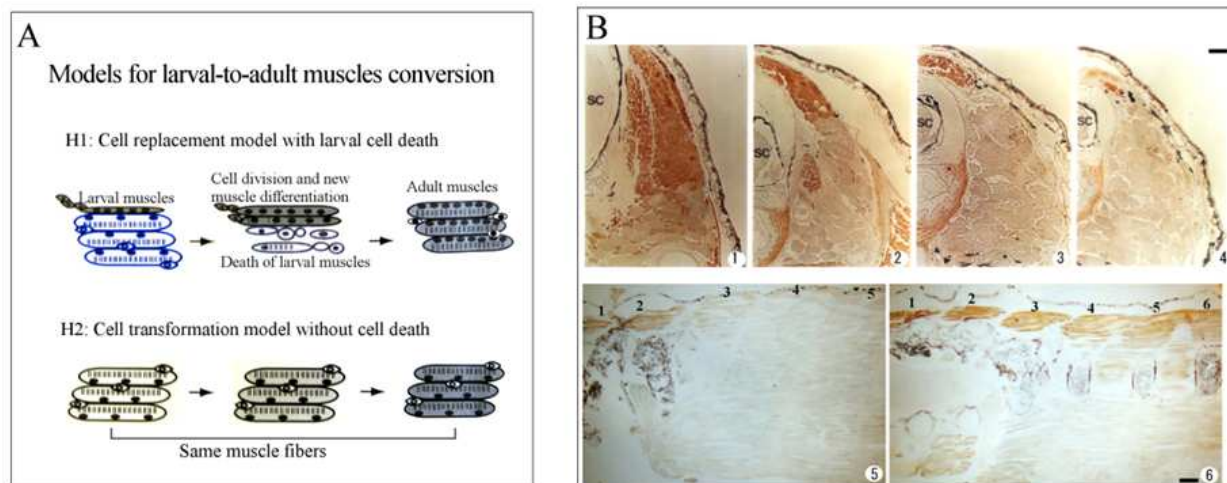 A
Models for larval-to-adult muscles conversion
H1: Cell replacement model with larval cell death
Larval muscles
Cell division and new
muscle differentiation
Adult muscles
Death of larval muscles
H2: Cell transformation model without cell death
Same muscle fibers
B
SC
1
SC
2
SC
3
SC
4
1 2 3 4 5
5
1 2 3 4 5 6
6